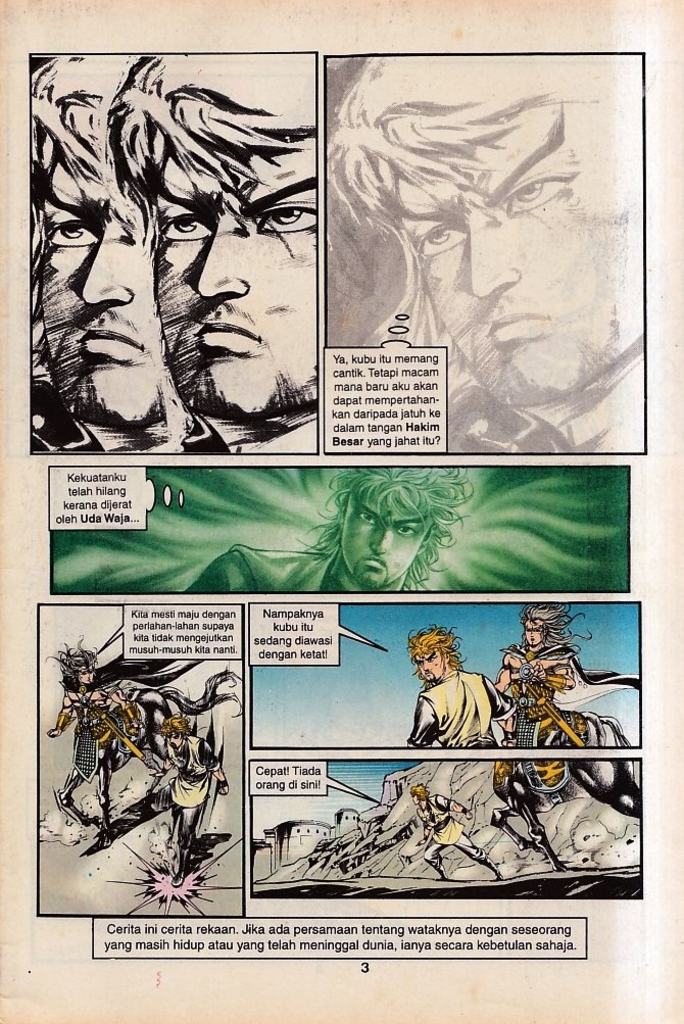 Ya, kubu itu memang
cantik. Tetapi macam
mana baru aku akan
dapat mempertahan-
kan daripada jatuh ke
dalam tangan Hakim
Besar yang jahat itu?
Kekuatanku
telah hilang
kerana dijerat
oleh Uda Waja...
Kita mesti maju dengan
perlahan-lahan supaya
kita tidak mengejutkan
musuh-musuh kita nanti.
Nampaknya
kubu itu
sedang diawasi
dengan ketat!
Cepat! Tiada
orang di sini!
Cerita ini cerita rekaan. Jika ada persamaan tentang wataknya dengan seseorang
yang masih hidup atau yang telah meninggal dunia, ianya secara kebetulan sahaja.
3